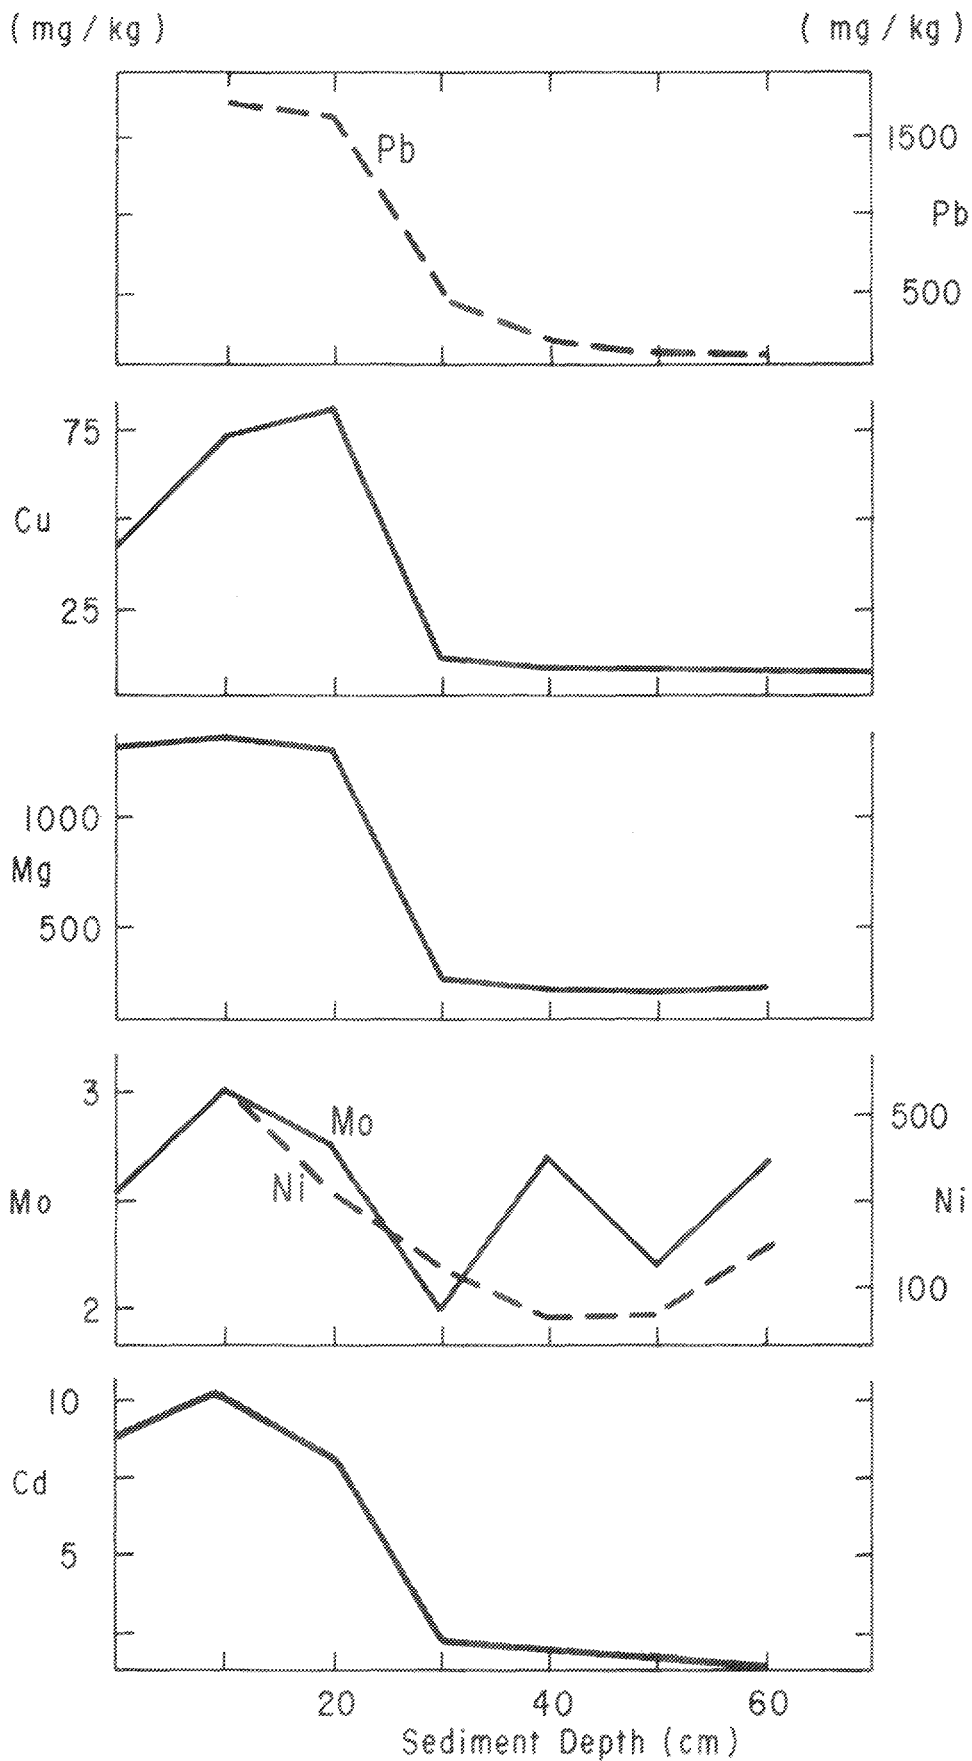 (mg/kg) (mg/kg)
Pb 1500
Pb
500
75
Cu
25
1000
Mg
500
3 Mo 500
Ni
Mo Ni
2 100
10
Cd
5
20 40 60
Sediment Depth (cm)